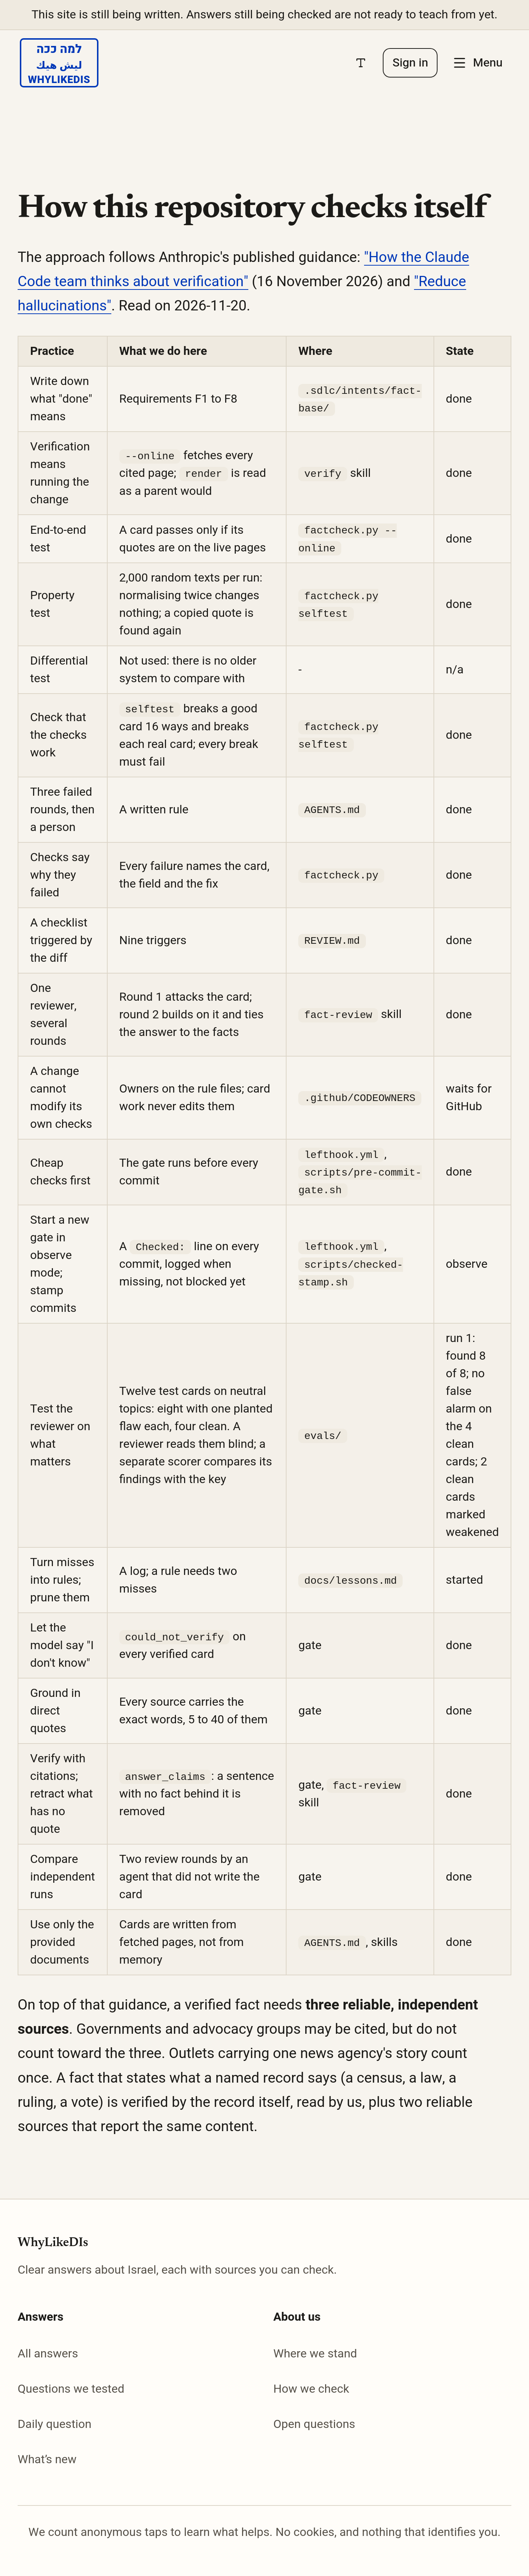 This site is still being written. Answers still being checked are not ready to teach from yet.
למה ככה
ليش هيك
WHYLIKEDIS
T
Sign in
Menu
How this repository checks itself
The approach follows Anthropic's published guidance: "How the Claude
Code team thinks about verification" (16 November 2026) and "Reduce
hallucinations". Read on 2026-11-20.
Practice
What we do here
Where
State
Write down
what "done"
means
Requirements F1 to F8
.sdlc/intents/fact-
base/
done
Verification
means
running the
change
--online fetches every
cited page; render is read
as a parent would
verify skill
done
End-to-end
test
A card passes only if its
quotes are on the live pages
factcheck.py --
online
done
Property
test
2,000 random texts per run:
normalising twice changes
nothing; a copied quote is
found again
factcheck.py
selftest
done
Differential
test
Not used: there is no older
system to compare with
-
n/a
Check that
the checks
work
selftest breaks a good
card 16 ways and breaks
each real card; every break
must fail
factcheck.py
selftest
done
Three failed
rounds, then
a person
A written rule
AGENTS.md
done
Checks say
why they
failed
Every failure names the card,
the field and the fix
factcheck.py
done
A checklist
triggered by
the diff
Nine triggers
REVIEW.md
done
One
reviewer,
several
rounds
Round 1 attacks the card;
round 2 builds on it and ties
the answer to the facts
fact-review skill
done
A change
cannot
modify its
own checks
Owners on the rule files; card
work never edits them
.github/CODEOWNERS
waits for
GitHub
Cheap
checks first
The gate runs before every
commit
lefthook.yml ,
scripts/pre-commit-
gate.sh
done
Start a new
gate in
observe
mode;
stamp
commits
A Checked: line on every
commit, logged when
missing, not blocked yet
lefthook.yml ,
scripts/checked-
stamp.sh
observe
Test the
reviewer on
what
matters
Twelve test cards on neutral
topics: eight with one planted
flaw each, four clean. A
reviewer reads them blind; a
separate scorer compares its
findings with the key
evals/
run 1:
found 8
of 8; no
false
alarm on
the 4
clean
cards; 2
clean
cards
marked
weakened
Turn misses
into rules;
prune them
A log; a rule needs two
misses
docs/lessons.md
started
Let the
model say "I
don't know"
could_not_verify on
every verified card
gate
done
Ground in
direct
quotes
Every source carries the
exact words, 5 to 40 of them
gate
done
Verify with
citations;
retract what
has no
quote
answer_claims : a sentence
with no fact behind it is
removed
gate, fact-review
skill
done
Compare
independent
runs
Two review rounds by an
agent that did not write the
card
gate
done
Use only the
provided
documents
Cards are written from
fetched pages, not from
memory
AGENTS.md , skills
done
On top of that guidance, a verified fact needs three reliable, independent
sources. Governments and advocacy groups may be cited, but do not
count toward the three. Outlets carrying one news agency's story count
once. A fact that states what a named record says (a census, a law, a
ruling, a vote) is verified by the record itself, read by us, plus two reliable
sources that report the same content.
WhyLikeDIs
Clear answers about Israel, each with sources you can check.
Answers
All answers
Questions we tested
Daily question
What's new
About us
Where we stand
How we check
Open questions
We count anonymous taps to learn what helps. No cookies, and nothing that identifies you.